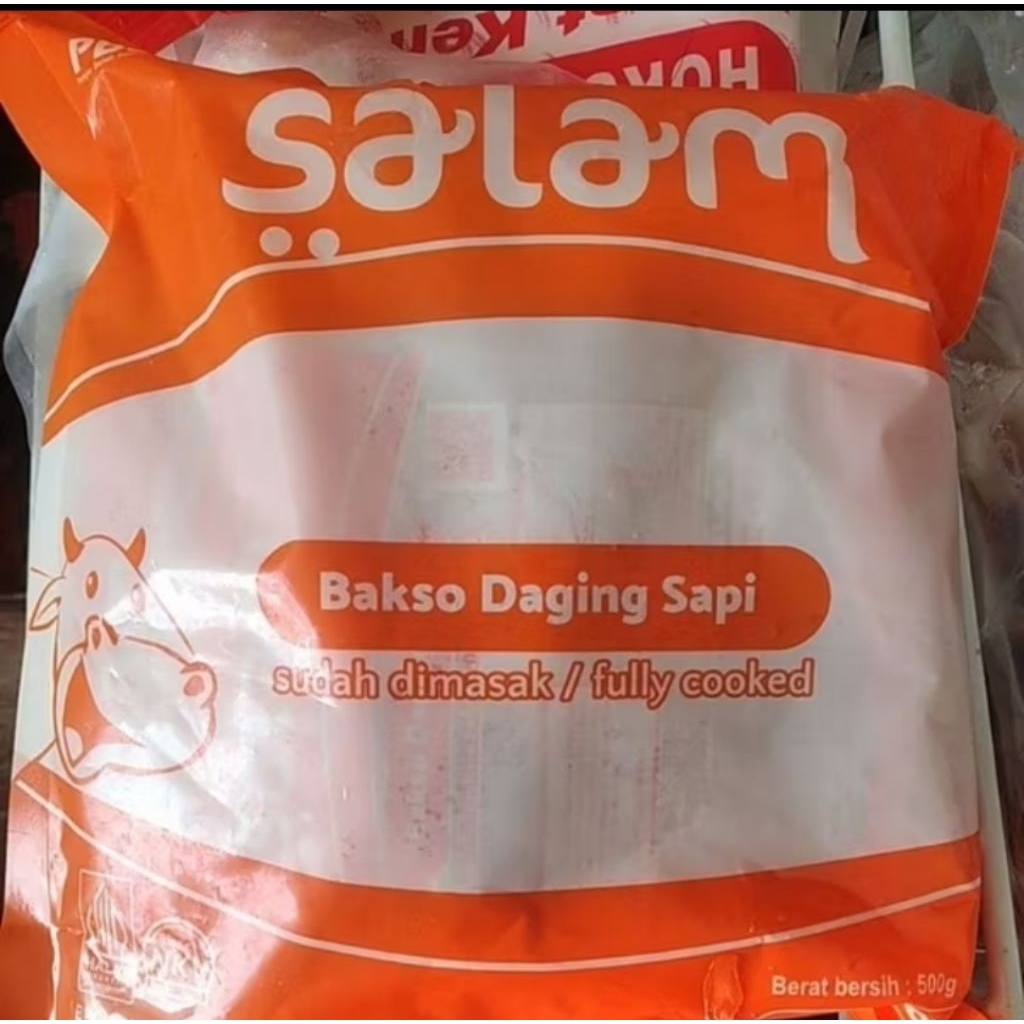 salam
Bakso Daging Sapi
sudah dimasak / fully cooked
Berat bersih : 500g